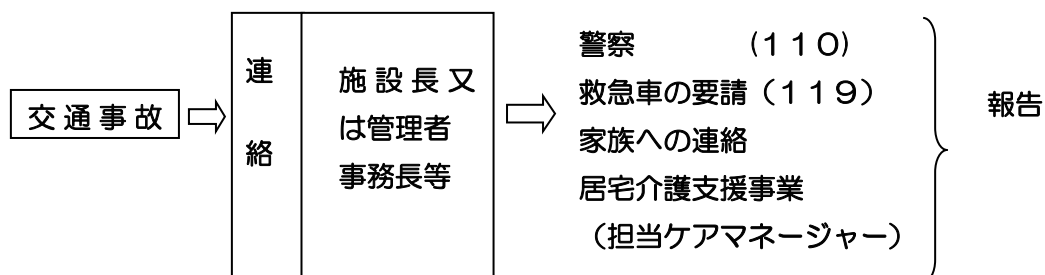 交通事故
連
絡
施設長又
は管理者
事務長等
警察　　　　(１１０)
救急車の要請（１１９）
家族への連絡
居宅介護支援事業
（担当ケアマネージャー）
報告